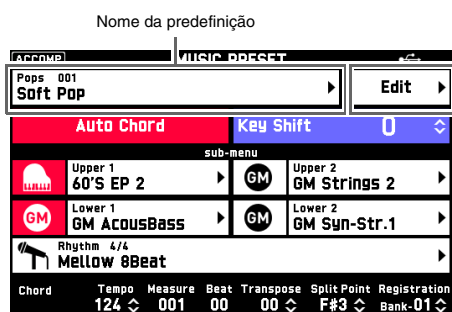 Nome da predefinição
ACCOMP MUSIC PRESET
Pops 001
Soft Pop
Edit
Auto Chord Key Shift 0
sub-menu
Upper 1
60'S EP 2
GM Upper 2
GM Strings 2
GM Lower 1
GM AcousBass
GM Lower 2
GM Syn-Str.1
Rhythm 4/4
Mellow 8Beat
Chord Tempo Measure Beat Transpose Split Point Registration
124 001 00 00 F#3 Bank-01